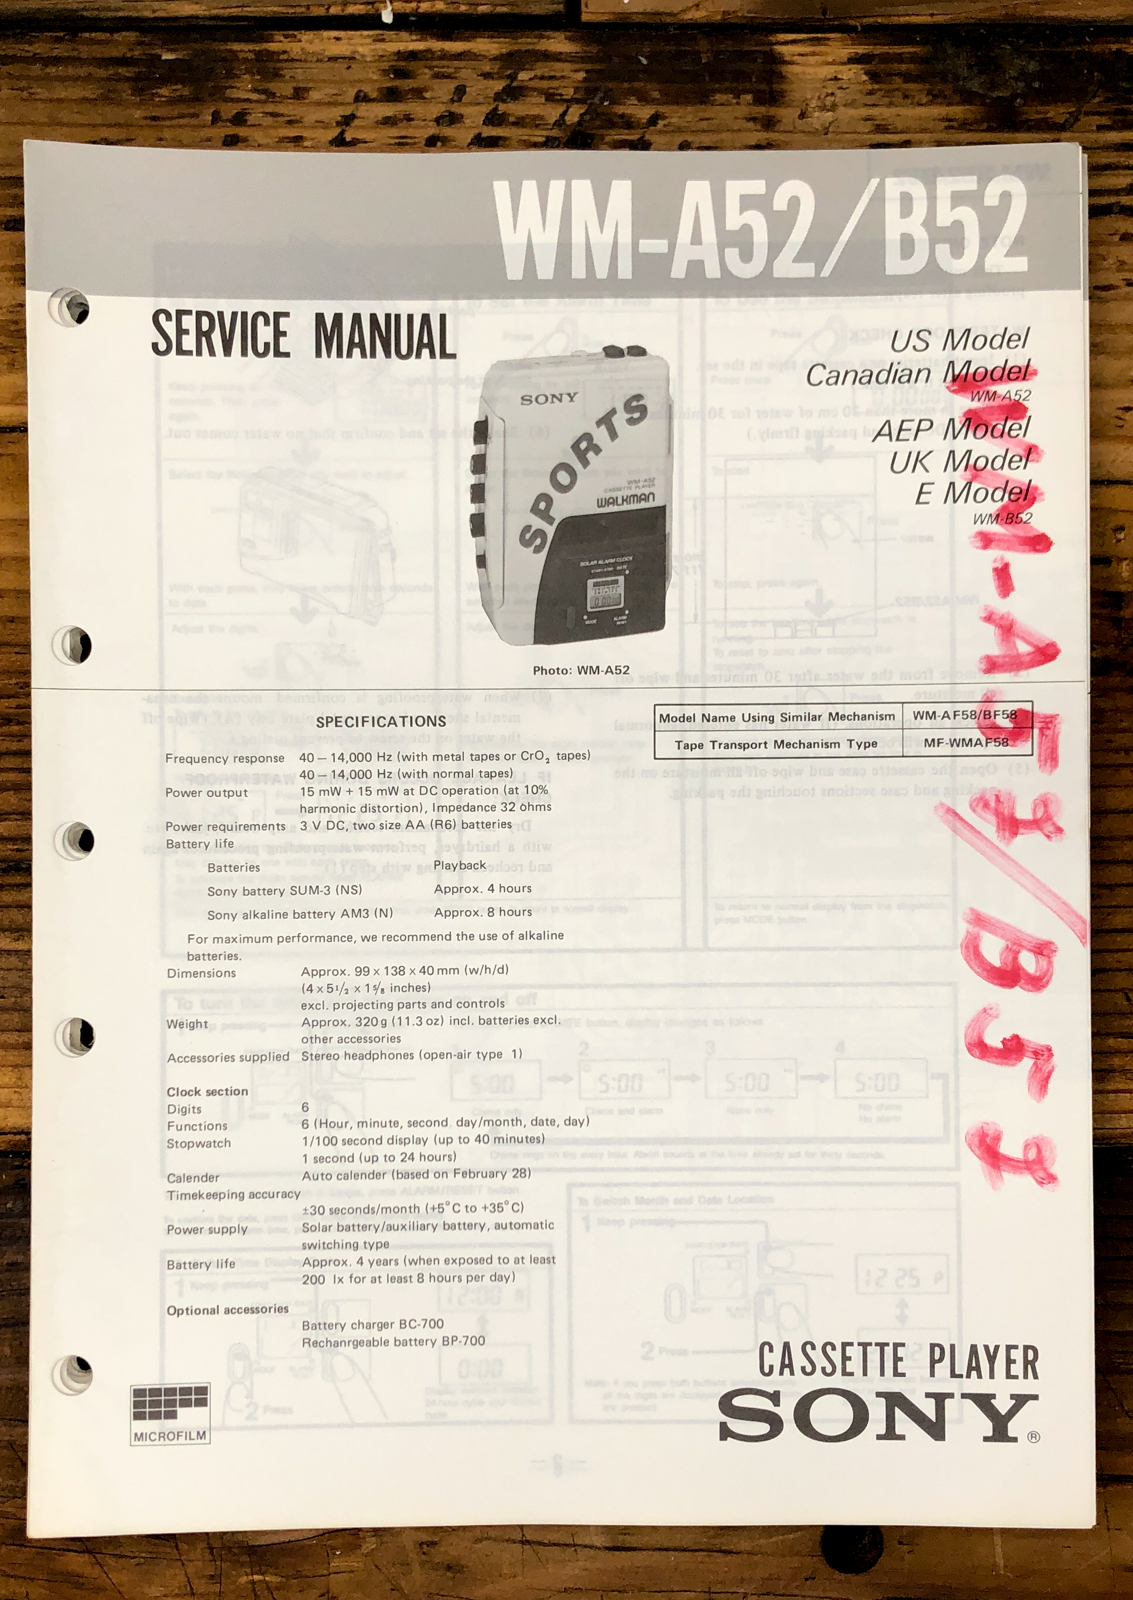 WM-A52/B52
SERVICE MANUAL
US Model
Canadian Model
WM-A52
AEP Model
UK Model
E Model
WM-B52
SONY
SPORTS
WM-A52
CASSETTE PLAYER
WALKMAN
SOLAR ALARM CLOCK
Photo: WM-A52
WM-A52/B52
SPECIFICATIONS
Model Name Using Similar Mechanism WM-AF58/BF58
Tape Transport Mechanism Type MF-WMAF58
Frequency response 40 – 14,000 Hz (with metal tapes or CrO₂ tapes)
40 – 14,000 Hz (with normal tapes)
Power output 15 mW + 15 mW at DC operation (at 10%
harmonic distortion), Impedance 32 ohms
Power requirements 3 V DC, two size AA (R6) batteries
Battery life
Batteries Playback
Sony battery SUM-3 (NS) Approx. 4 hours
Sony alkaline battery AM3 (N) Approx. 8 hours
For maximum performance, we recommend the use of alkaline
batteries.
Dimensions Approx. 99 x 138 x 40 mm (w/h/d)
(4 x 5 1/2 x 1 5/8 inches)
excl. projecting parts and controls
Weight Approx. 320 g (11.3 oz) incl. batteries excl.
other accessories
Accessories supplied Stereo headphones (open-air type 1)
Clock section
Digits 6
Functions 6 (Hour, minute, second day/month, date, day)
Stopwatch 1/100 second display (up to 40 minutes)
1 second (up to 24 hours)
Calender Auto calender (based on February 28)
Timekeeping accuracy
±30 seconds/month (+5°C to +35°C)
Power supply Solar battery/auxiliary battery, automatic
switching type
Battery life Approx. 4 years (when exposed to at least
200 lx for at least 8 hours per day)
Optional accessories
Battery charger BC-700
Rechanrgeable battery BP-700
MICROFILM
CASSETTE PLAYER
SONY®